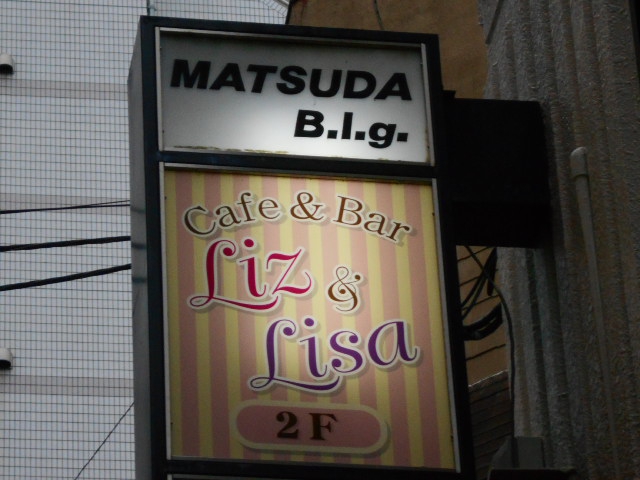 MATSUDA
B.l.g.
Cafe & Bar
Liz &
Lisa
2F